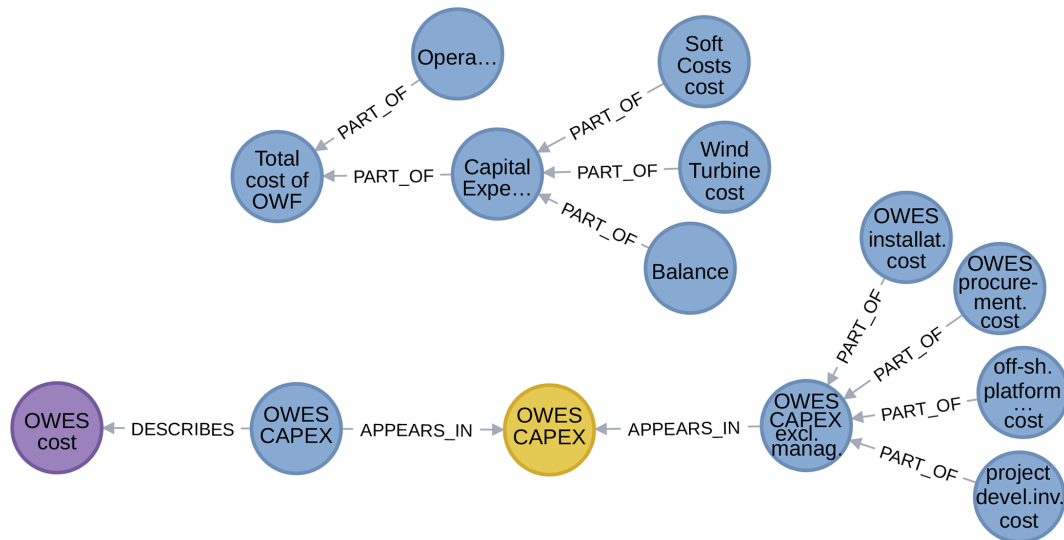 Opera…
Soft
Costs
cost
PART_OF
PART_OF
Total
cost of
OWF
PART_OF
Capital
Expe…
PART_OF
Wind
Turbine
cost
PART_OF
Balance
OWES
installat.
cost
OWES
procure-
ment.
cost
PART_OF
PART_OF
off-sh.
platform
…
cost
PART_OF
OWES
cost
DESCRIBES
OWES
CAPEX
APPEARS_IN
OWES
CAPEX
APPEARS_IN
OWES
CAPEX
excl.
manag.
PART_OF
project
devel.inv.
cost